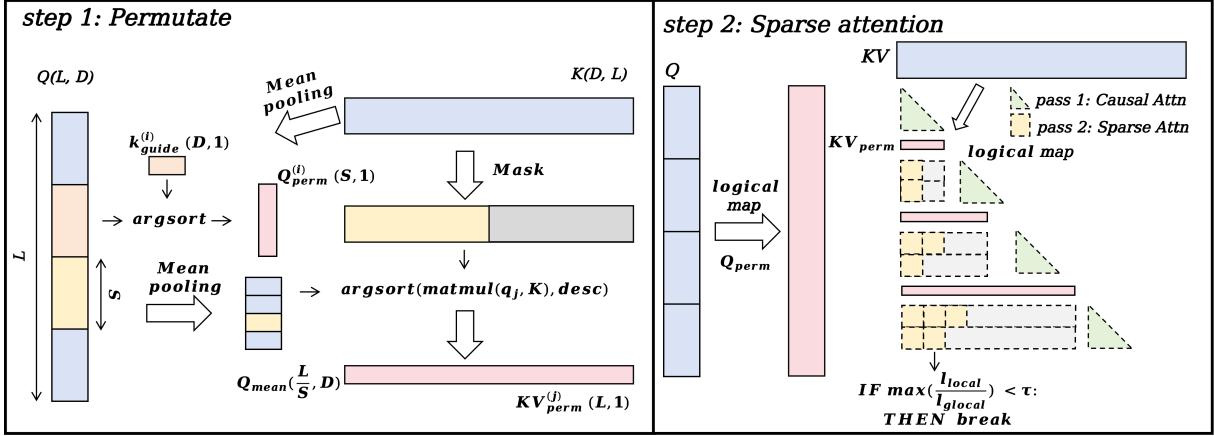 step 1: Permutate
Q(L, D)
k_guide^(i) (D, 1)
Mean
pooling
K(D, L)
Q_perm^(i) (S, 1)
Mask
argsort
L
S
Mean
pooling
argsort(matmul(q_j, K), desc)
Q_mean(L/S, D)
KV_perm^(j) (L, 1)
step 2: Sparse attention
Q
KV
pass 1: Causal Attn
pass 2: Sparse Attn
KV_perm
logical map
logical
map
Q_perm
IF max(l_local/l_glocal) < τ:
THEN break